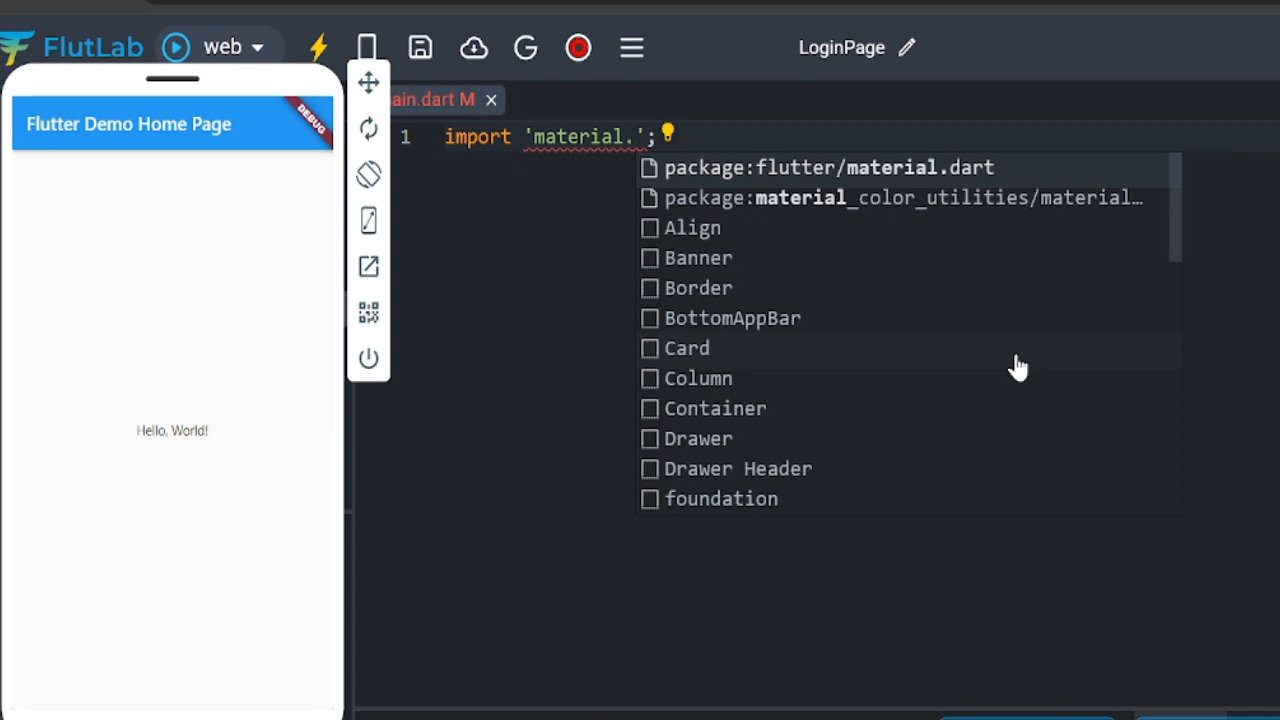 FlutLab
web
LoginPage
Flutter Demo Home Page
DEBUG
ain.dart M
1 import 'material.';
package:flutter/material.dart
package:material_color_utilities/material…
Align
Banner
Border
BottomAppBar
Card
Column
Container
Drawer
Drawer Header
foundation
Hello, World!